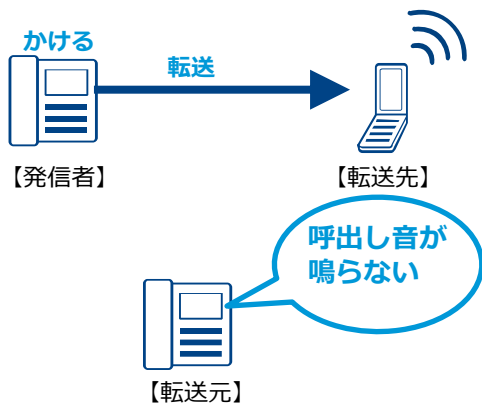 かける
転送
【発信者】
【転送先】
呼出し音が
鳴らない
【転送元】